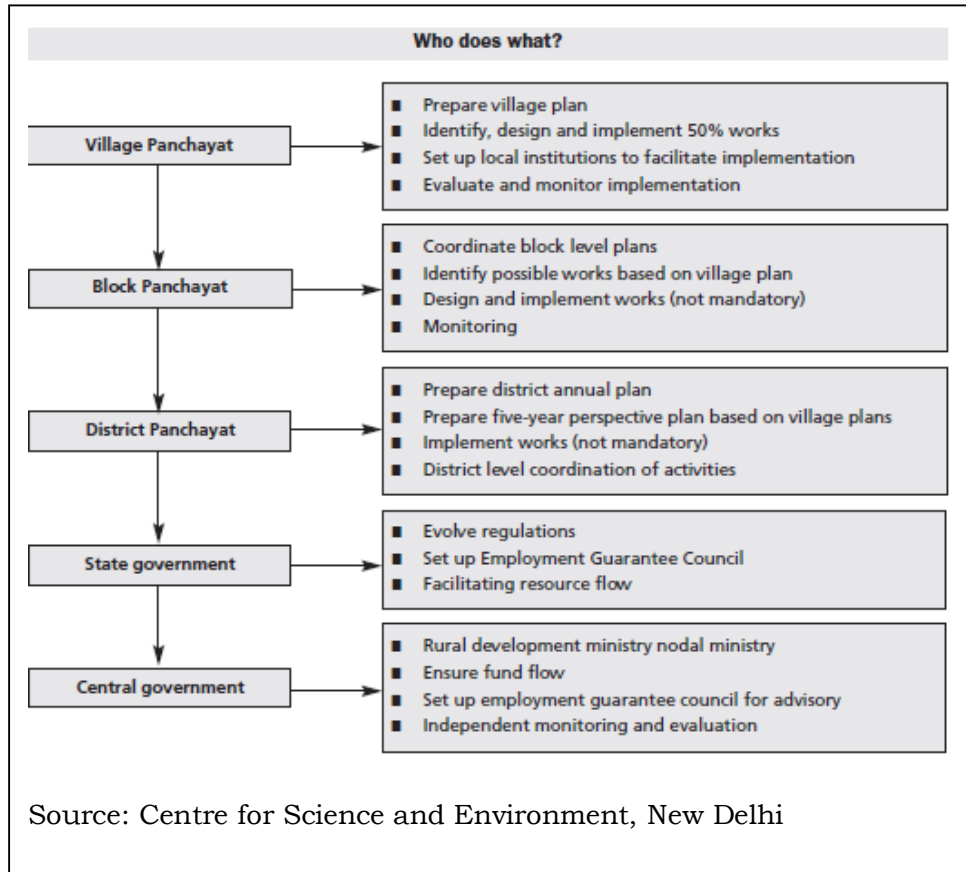 Who does what?
Village Panchayat
■ Prepare village plan
■ Identify, design and implement 50% works
■ Set up local institutions to facilitate implementation
■ Evaluate and monitor implementation
Block Panchayat
■ Coordinate block level plans
■ Identify possible works based on village plan
■ Design and implement works (not mandatory)
■ Monitoring
District Panchayat
■ Prepare district annual plan
■ Prepare five-year perspective plan based on village plans
■ Implement works (not mandatory)
■ District level coordination of activities
State government
■ Evolve regulations
■ Set up Employment Guarantee Council
■ Facilitating resource flow
Central government
■ Rural development ministry nodal ministry
■ Ensure fund flow
■ Set up employment guarantee council for advisory
■ Independent monitoring and evaluation
Source: Centre for Science and Environment, New Delhi